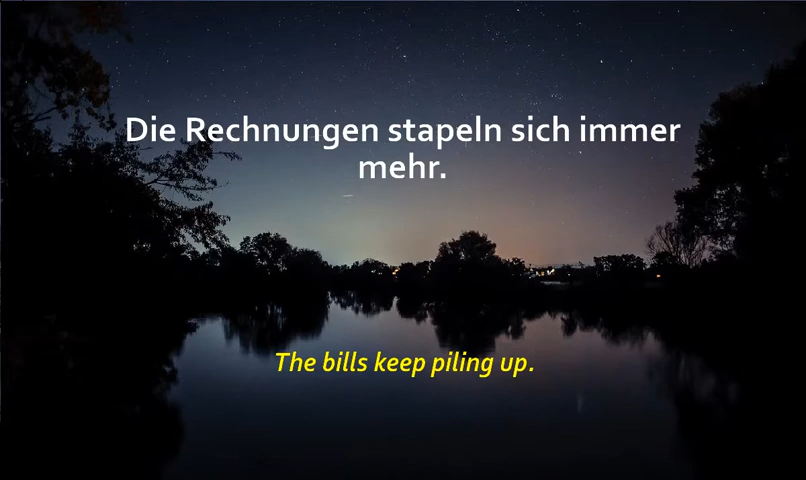 Die Rechnungen stapeln sich immer
mehr.
The bills keep piling up.